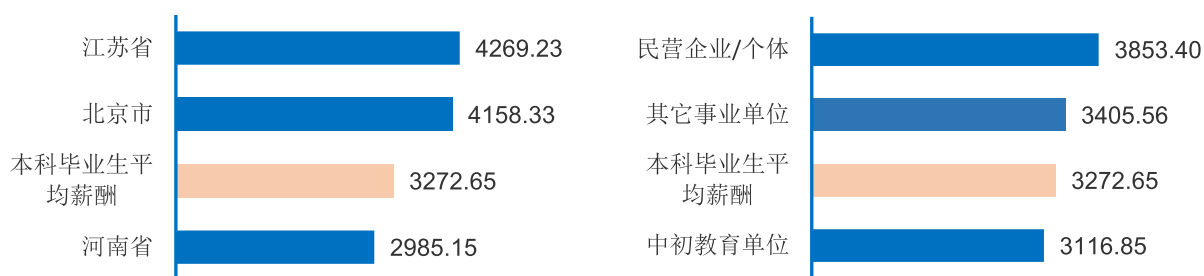 江苏省 4269.23
北京市 4158.33
本科毕业生平
均薪酬 3272.65
河南省 2985.15
民营企业/个体 3853.40
其它事业单位 3405.56
本科毕业生平
均薪酬 3272.65
中初教育单位 3116.85